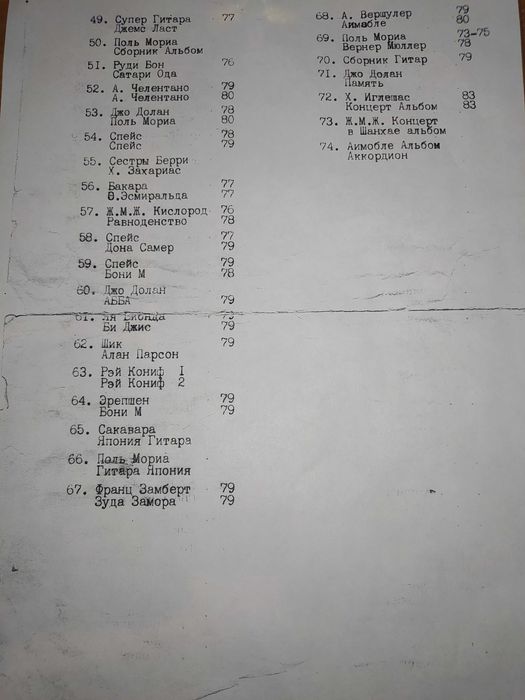 49. Супер Гитара 77
Джемс Ласт
50. Поль Мориа
Сборник Альбом
51. Руди Бон 76
Сатари Ода
52. А. Челентано 79
А. Челентано 80
53. Джо Долан 78
Поль Мориа 80
54. Спейс 78
Спейс 79
55. Сестры Берри
Х. Захариас
56. Бакара 77
Ө.Эсмиральда 77
57. Ж.М.Ж. Кислород 76
Равноденство 78
58. Спейс 77
Дона Самер 79
59. Спейс 79
Бони М 78
60. Джо Долан
АББА 79
61. 79
Би Джис 79
62. Шик 79
Алан Парсон
63. Рэй Кониф I
Рэй Кониф 2
64. Эрепшен 79
Бони М 79
65. Сакавара
Япония Гитара
66. Поль Мориа
Гитара Япония
67. Франц Замберт 79
Зуда Замора 79
68. А. Вершулер 79
Аимабле 80
69. Поль Мориа 73-75
Вернер Мюллер 78
70. Сборник Гитар 79
71. Джо Долан
Память
72. Х. Иглешас 83
Концерт Альбом 83
73. Ж.М.Ж. Концерт
в Шанхае альбом
74. Аимобле Альбом
Аккордион